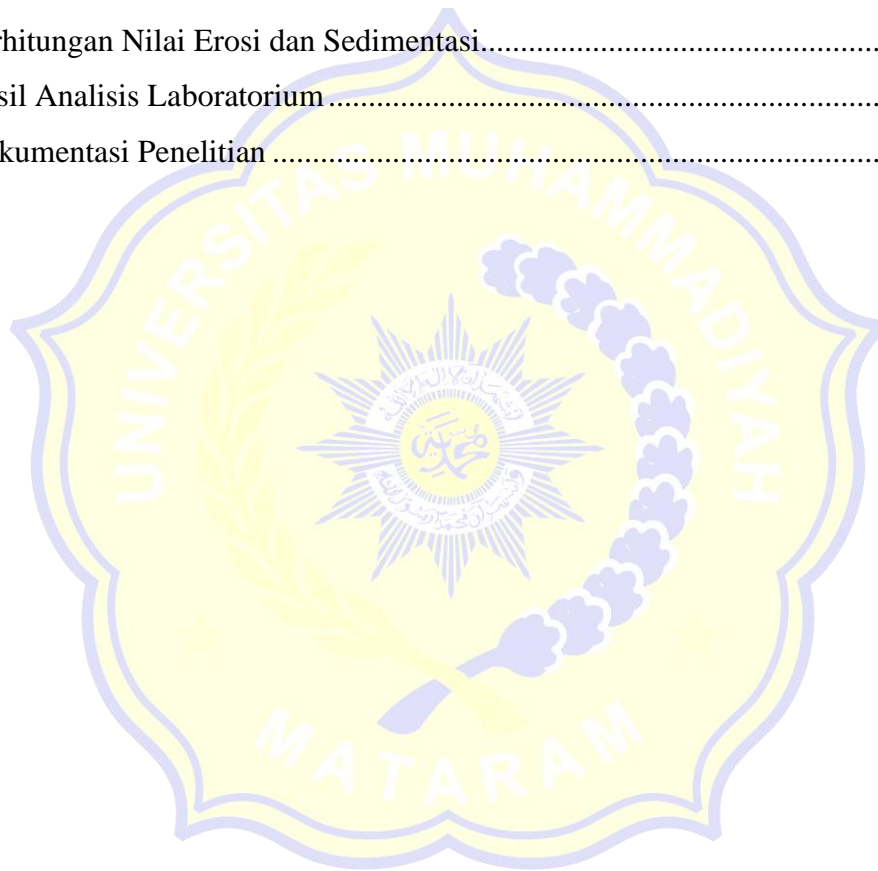 rhitungan Nilai Erosi dan Sedimentasi....................................................
sil Analisis Laboratorium ......................................................................
kumentasi Penelitian .............................................................................
UNIVERSITAS MUHAMMADIYAH
MATARAM